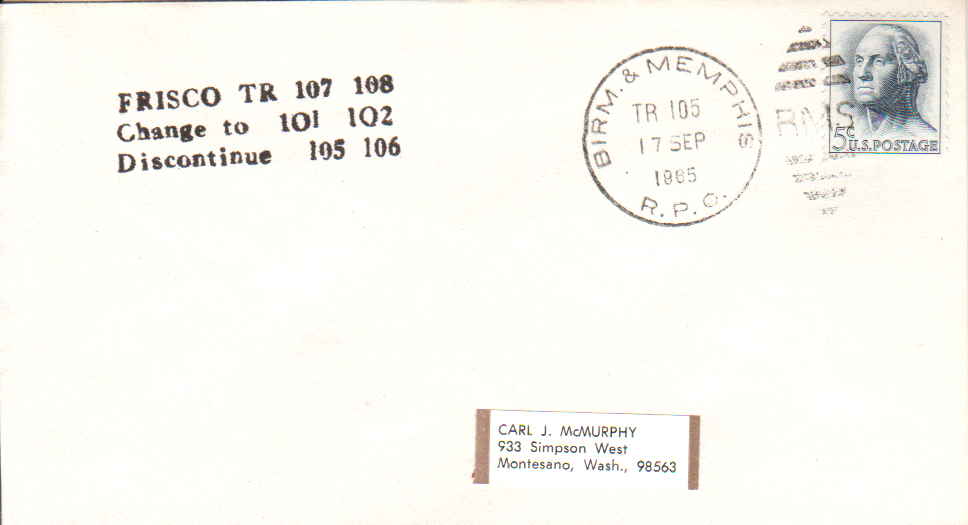 FRISCO TR 107 108
Change to 101 102
Discontinue 105 106
BIRM. & MEMPHIS
TR 105
17 SEP
1965
R.P.O.
RMS
5¢ U.S. POSTAGE
CARL J. McMURPHY
933 Simpson West
Montesano, Wash., 98563